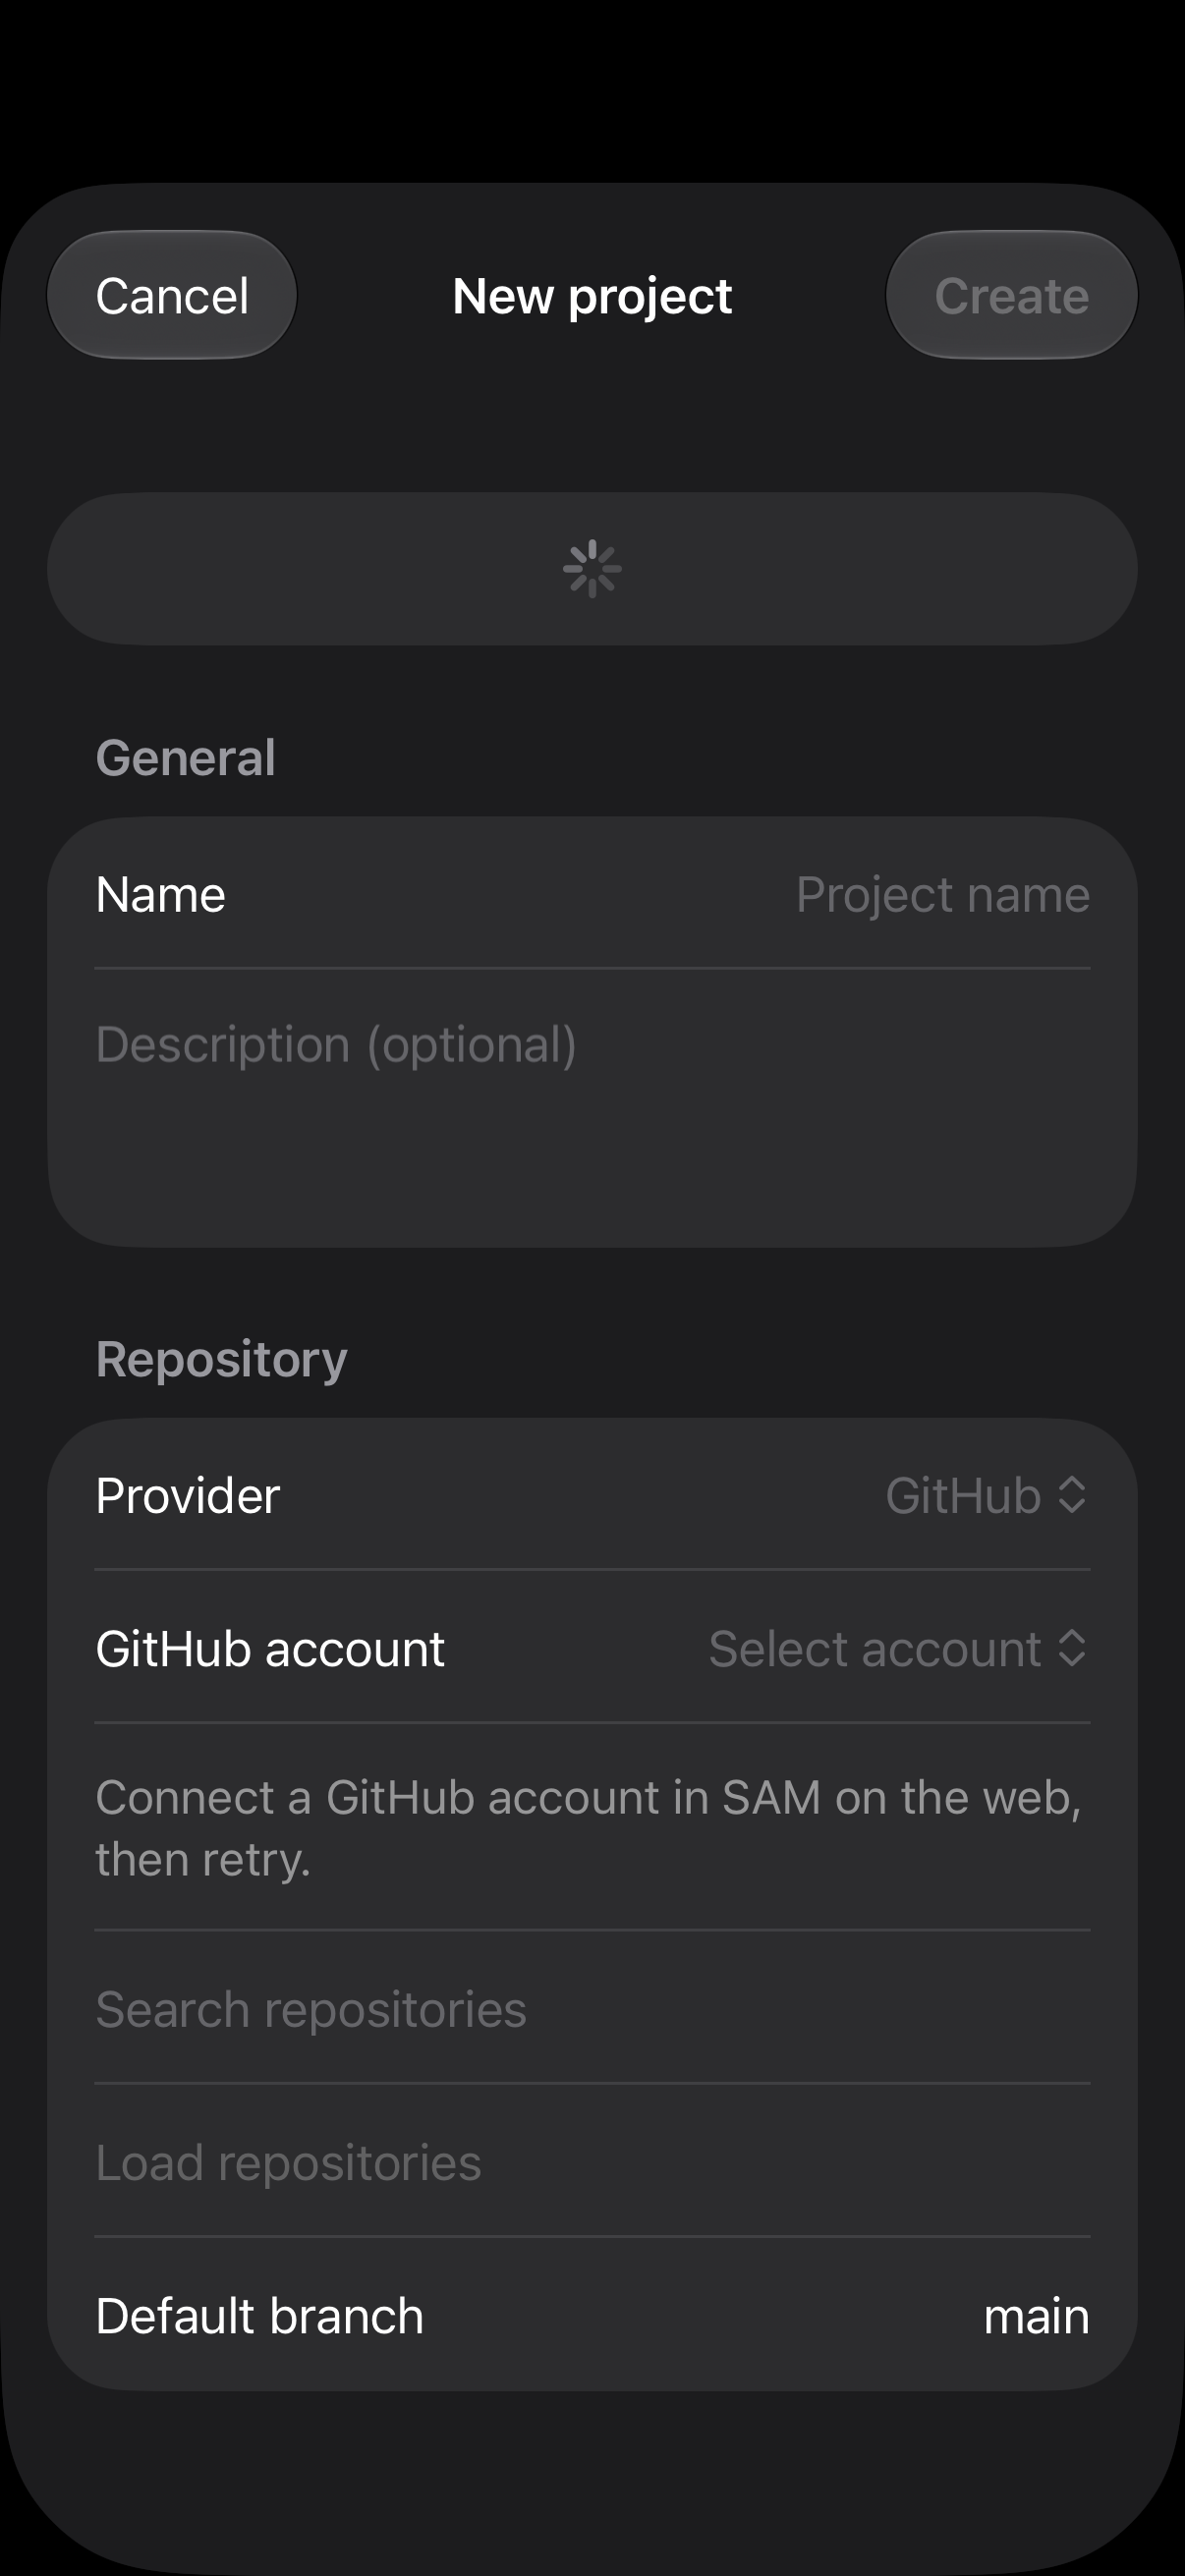 Cancel
New project
Create
General
Name
Project name
Description (optional)
Repository
Provider
GitHub
GitHub account
Select account
Connect a GitHub account in SAM on the web,
then retry.
Search repositories
Load repositories
Default branch
main